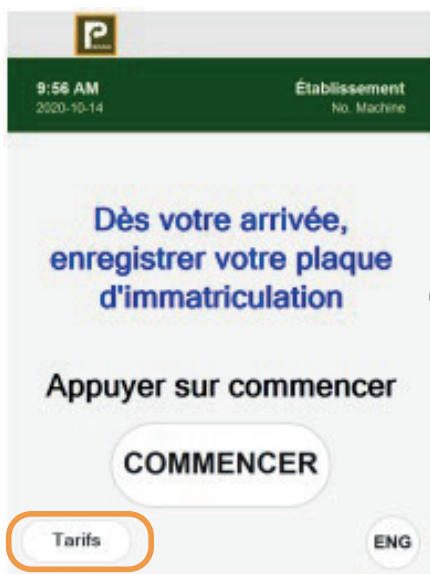 P
9:56 AM
Établissement
2020-10-14
No. Machine
Dès votre arrivée,
enregistrer votre plaque
d'immatriculation
Appuyer sur commencer
COMMENCER
Tarifs
ENG